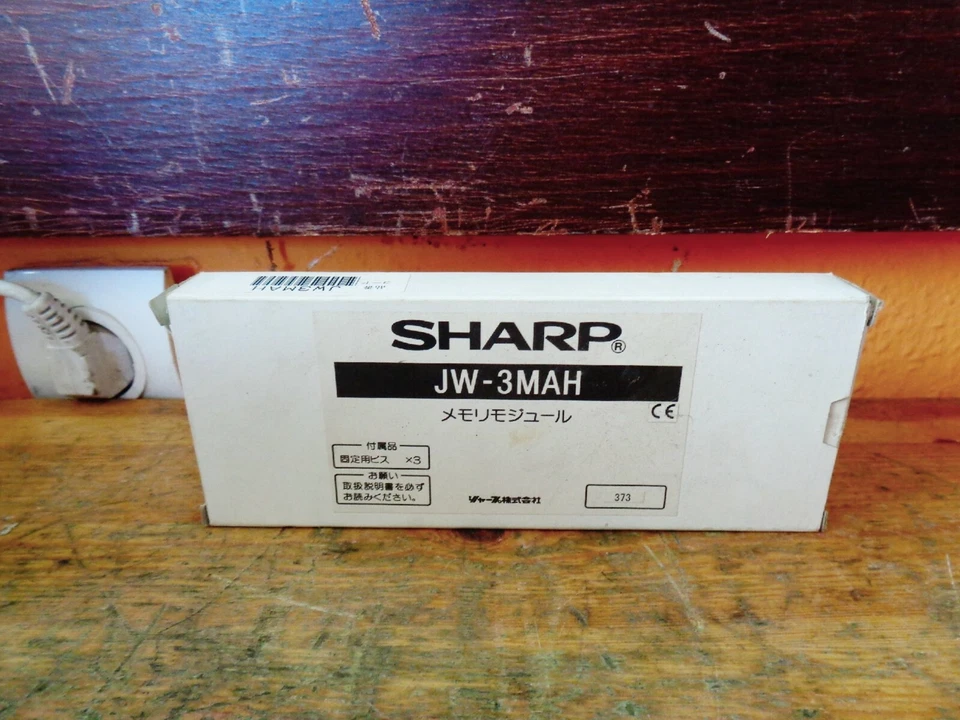 JW3MAH
SHARP®
JW-3MAH
CE
メモリモジュール
付属品
固定用ビス ×3
お願い
取扱説明書を必ず
お読みください。
シャープ株式会社
373